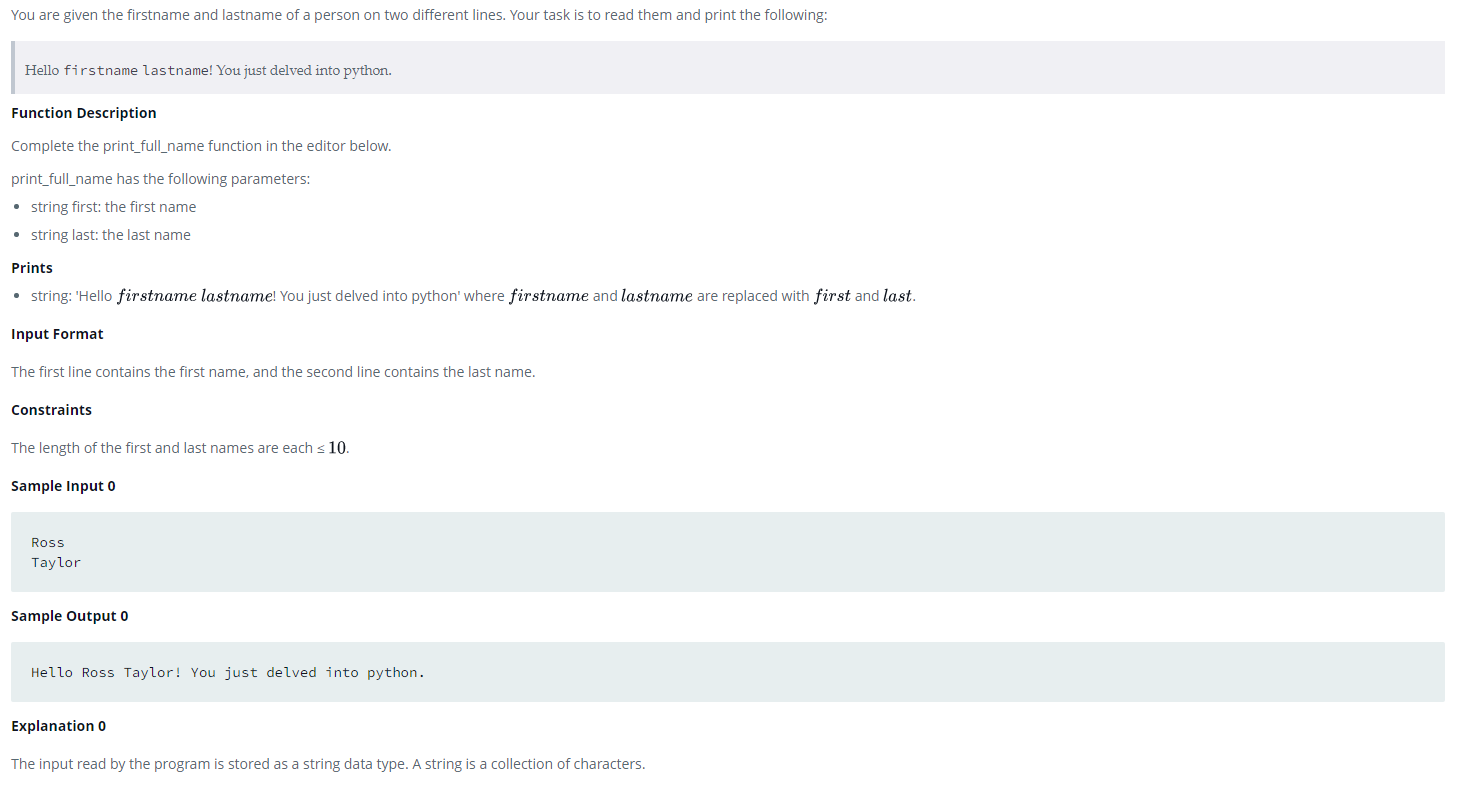 You are given the firstname and lastname of a person on two different lines. Your task is to read them and print the following:
Hello firstname lastname! You just delved into python.
Function Description
Complete the print_full_name function in the editor below.
print_full_name has the following parameters:
• string first: the first name
• string last: the last name
Prints
• string: 'Hello firstname lastname! You just delved into python' where firstname and lastname are replaced with first and last.
Input Format
The first line contains the first name, and the second line contains the last name.
Constraints
The length of the first and last names are each ≤ 10.
Sample Input 0
Ross
Taylor
Sample Output 0
Hello Ross Taylor! You just delved into python.
Explanation 0
The input read by the program is stored as a string data type. A string is a collection of characters.